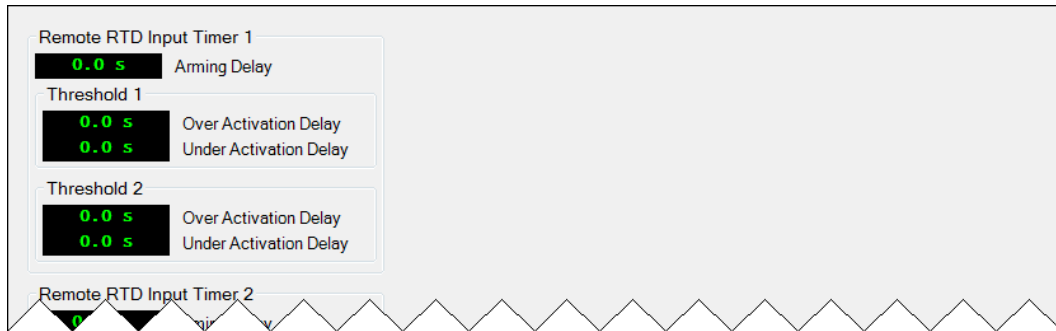 Remote RTD Input Timer 1
0.0 s Arming Delay
Threshold 1
0.0 s Over Activation Delay
0.0 s Under Activation Delay
Threshold 2
0.0 s Over Activation Delay
0.0 s Under Activation Delay
Remote RTD Input Timer 2